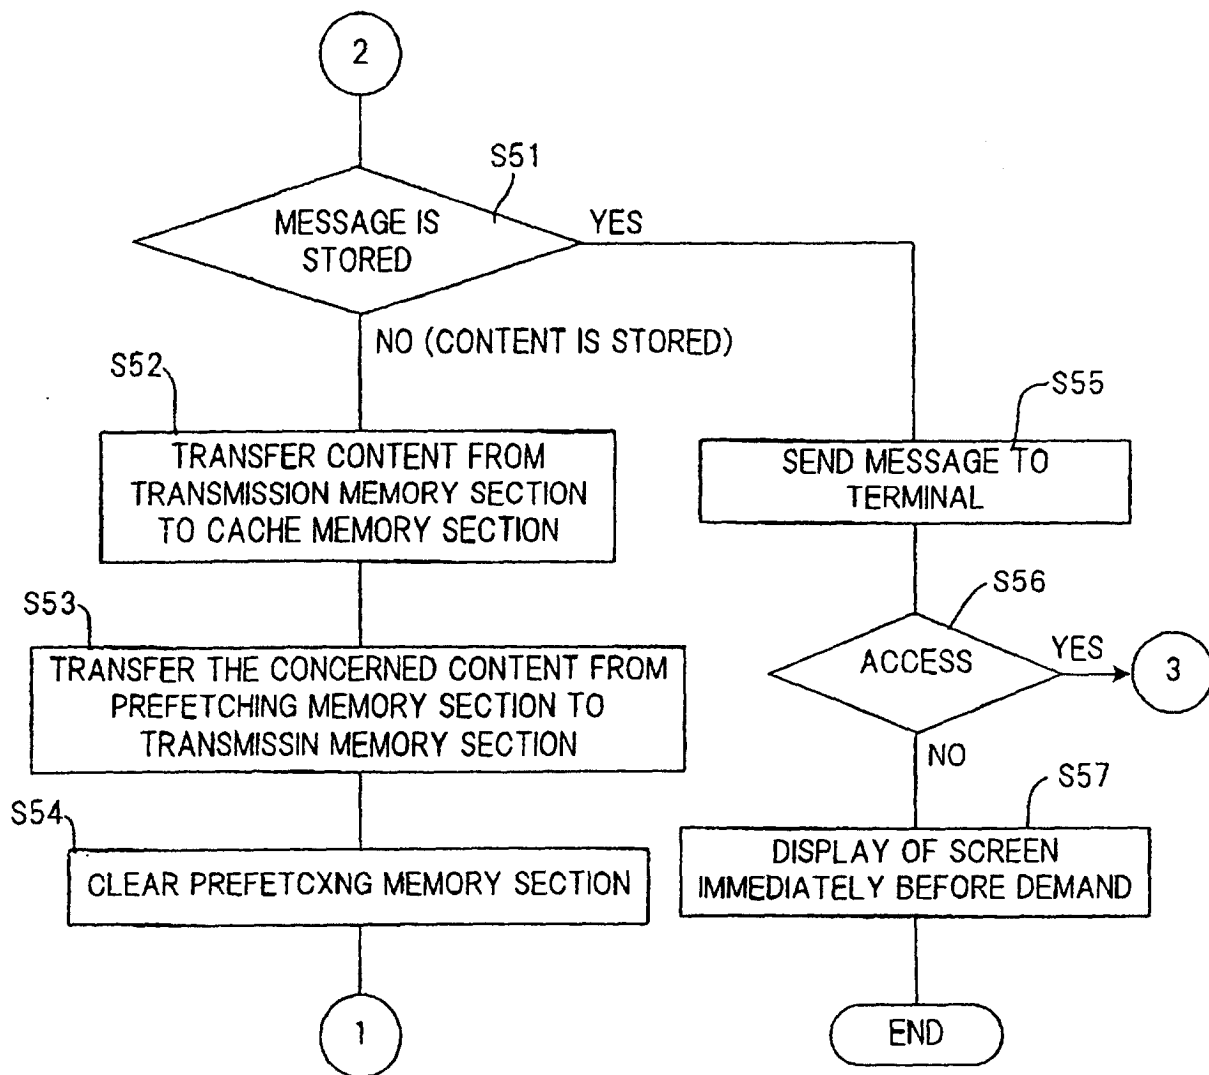 2
S51
MESSAGE IS
STORED
YES
NO (CONTENT IS STORED)
S52
TRANSFER CONTENT FROM
TRANSMISSION MEMORY SECTION
TO CACHE MEMORY SECTION
S53
TRANSFER THE CONCERNED CONTENT FROM
PREFETCHING MEMORY SECTION TO
TRANSMISSIN MEMORY SECTION
S54
CLEAR PREFETCXNG MEMORY SECTION
1
S55
SEND MESSAGE TO
TERMINAL
S56
ACCESS
YES
3
NO
S57
DISPLAY OF SCREEN
IMMEDIATELY BEFORE DEMAND
END